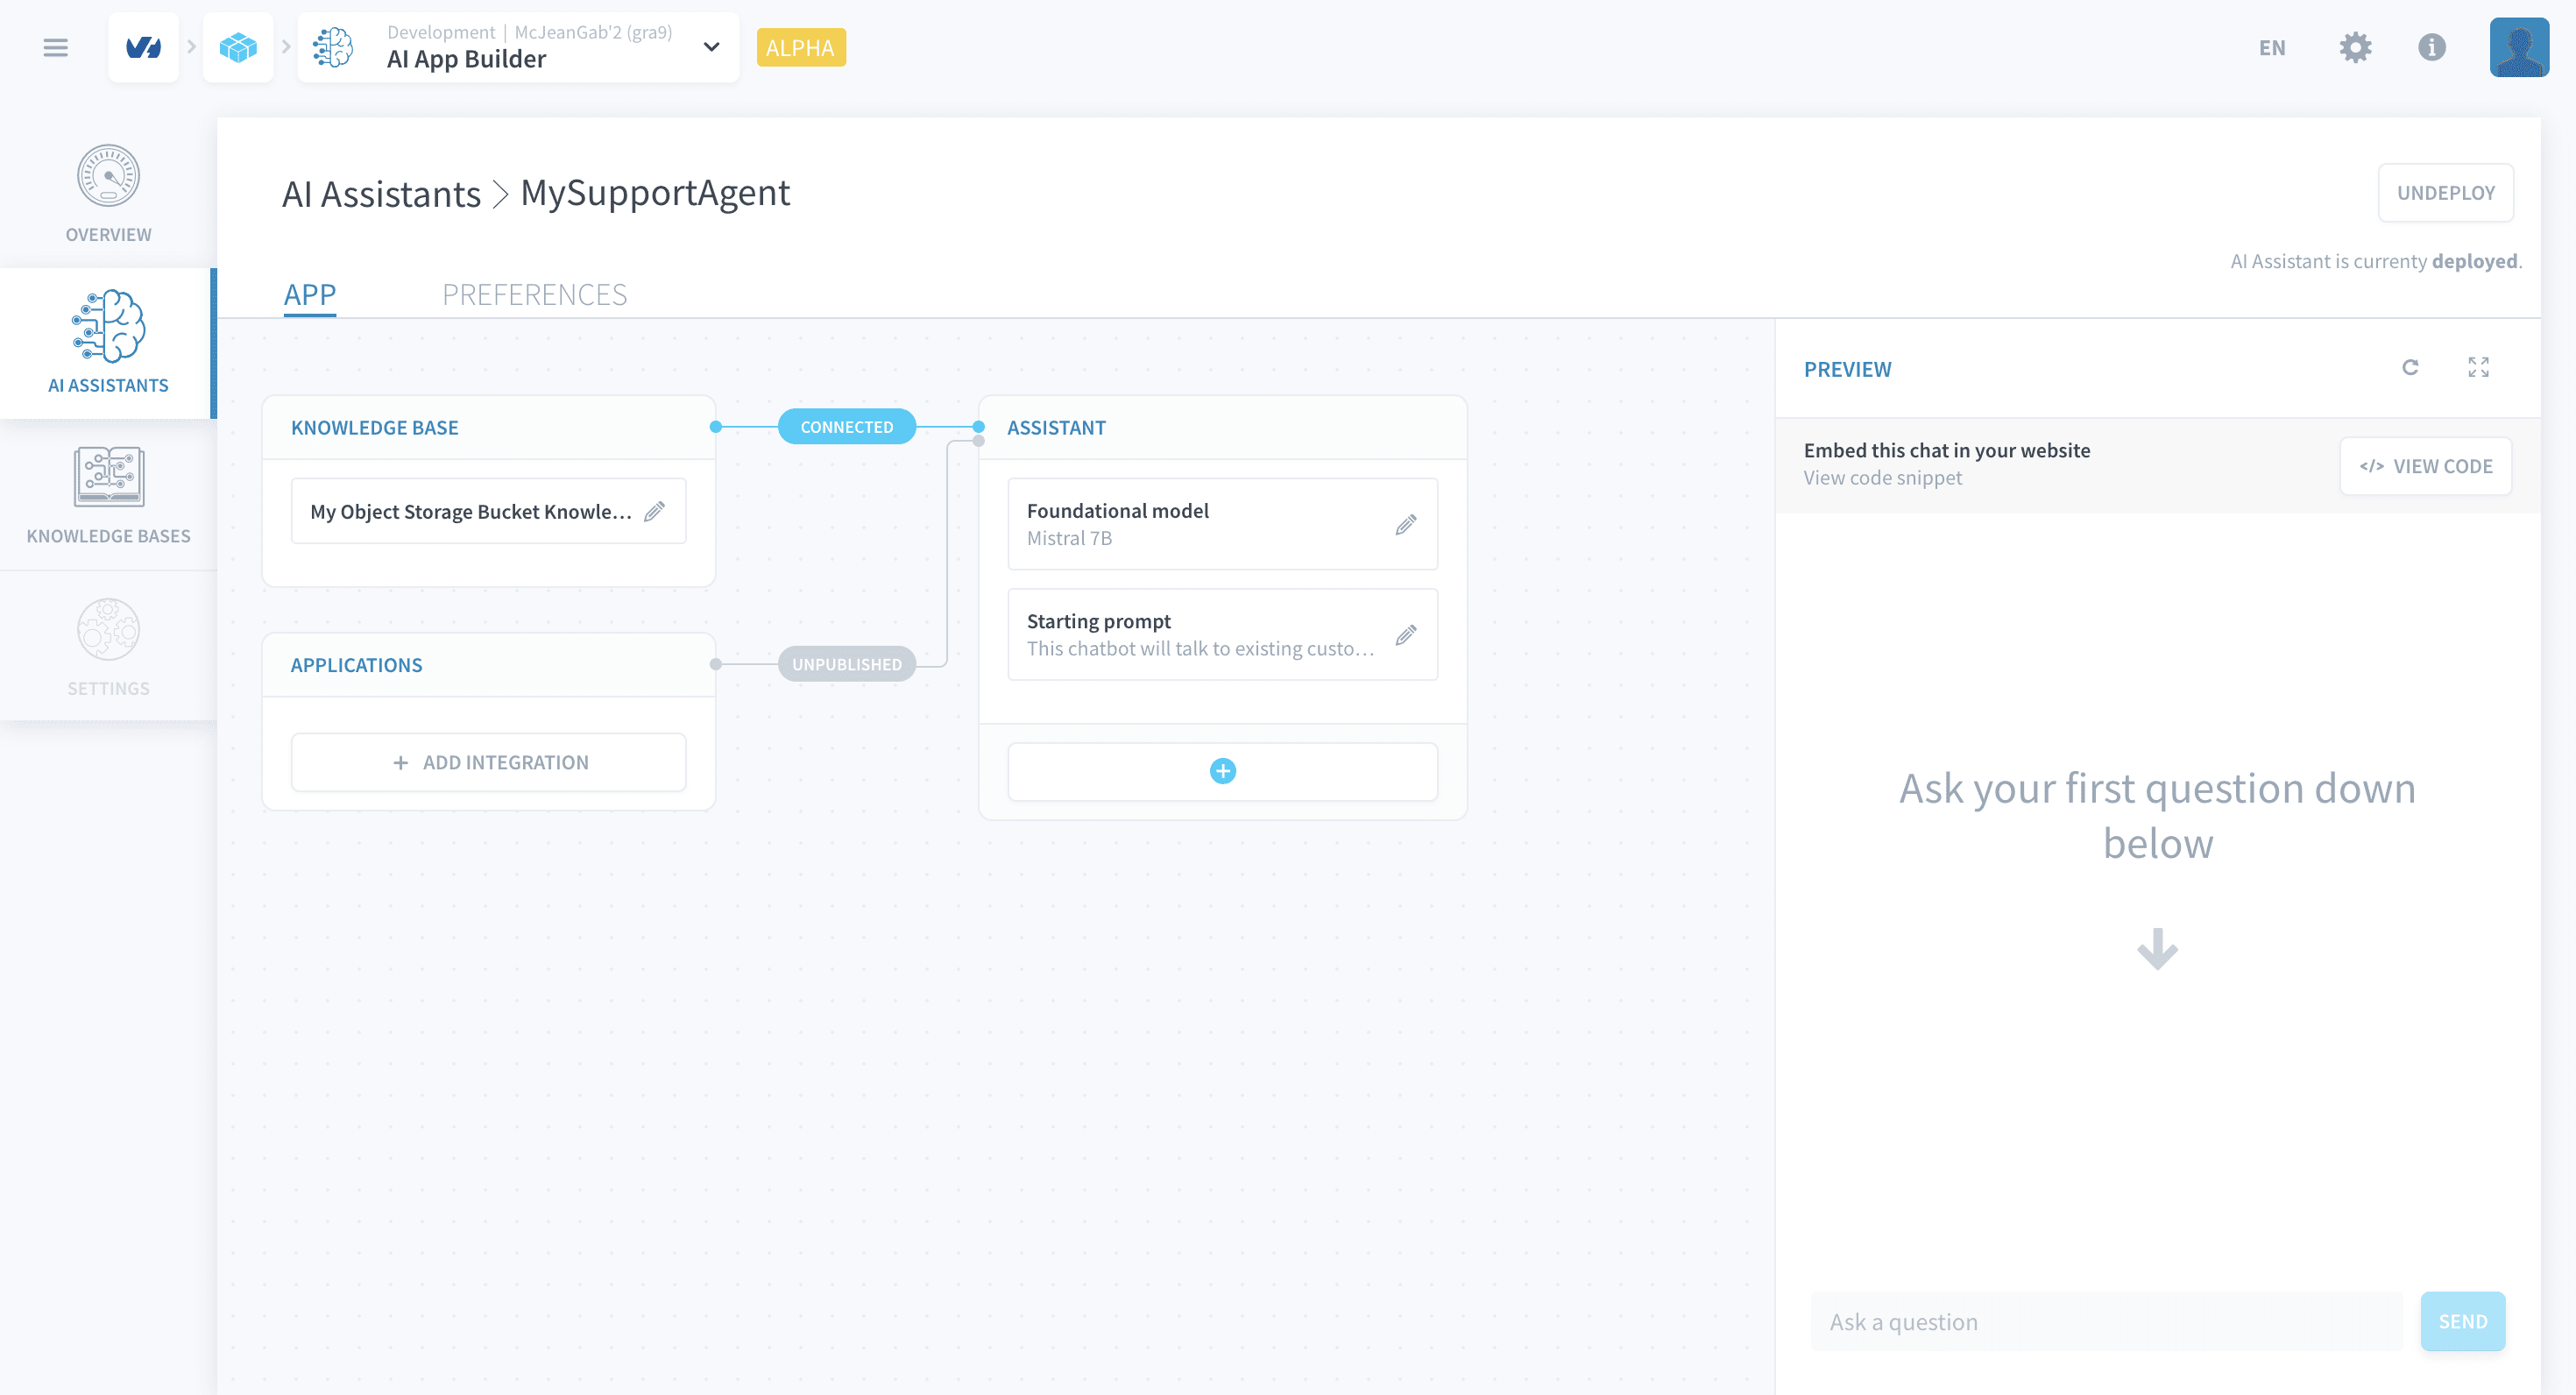 Development | McJeanGab'2 (gra9)
AI App Builder
ALPHA
EN
OVERVIEW
AI ASSISTANTS
KNOWLEDGE BASES
SETTINGS
AI Assistants > MySupportAgent
UNDEPLOY
AI Assistant is currenty deployed.
APP
PREFERENCES
KNOWLEDGE BASE
My Object Storage Bucket Knowle...
CONNECTED
APPLICATIONS
UNPUBLISHED
+ ADD INTEGRATION
ASSISTANT
Foundational model
Mistral 7B
Starting prompt
This chatbot will talk to existing custo...
PREVIEW
Embed this chat in your website
View code snippet
</> VIEW CODE
Ask your first question down
below
Ask a question
SEND